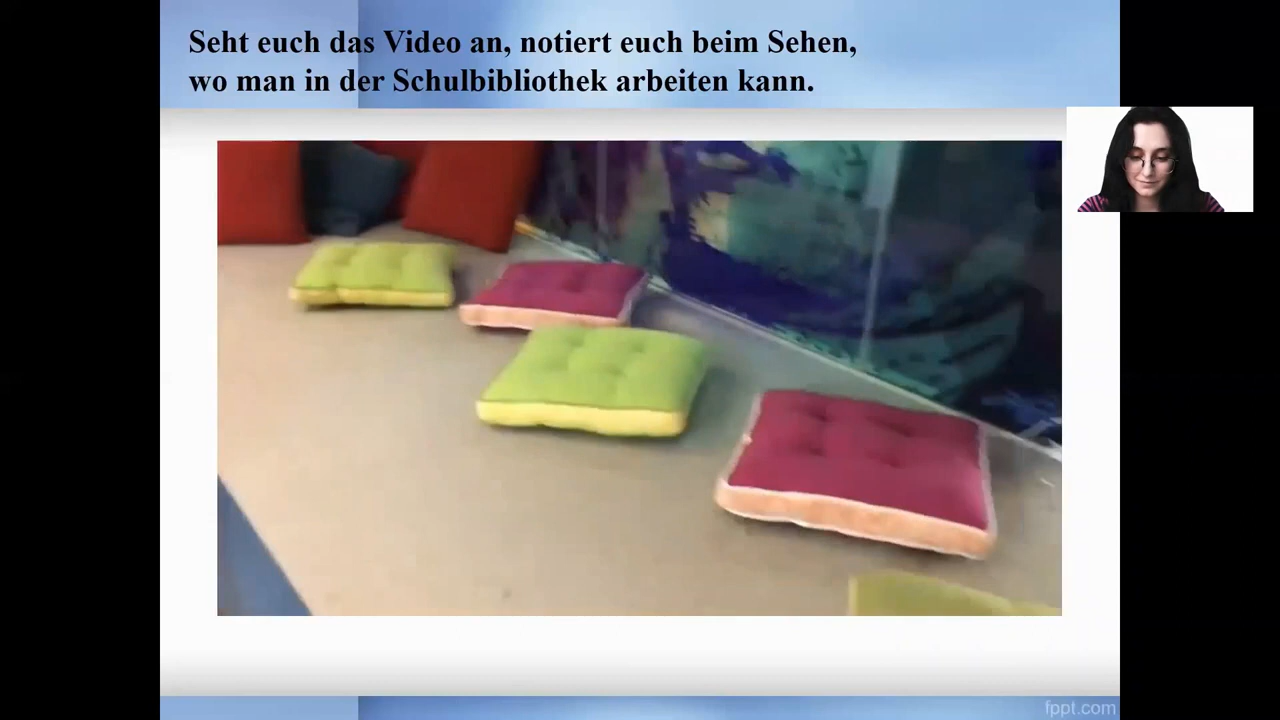 Seht euch das Video an, notiert euch beim Sehen,
wo man in der Schulbibliothek arbeiten kann.
fppt.com